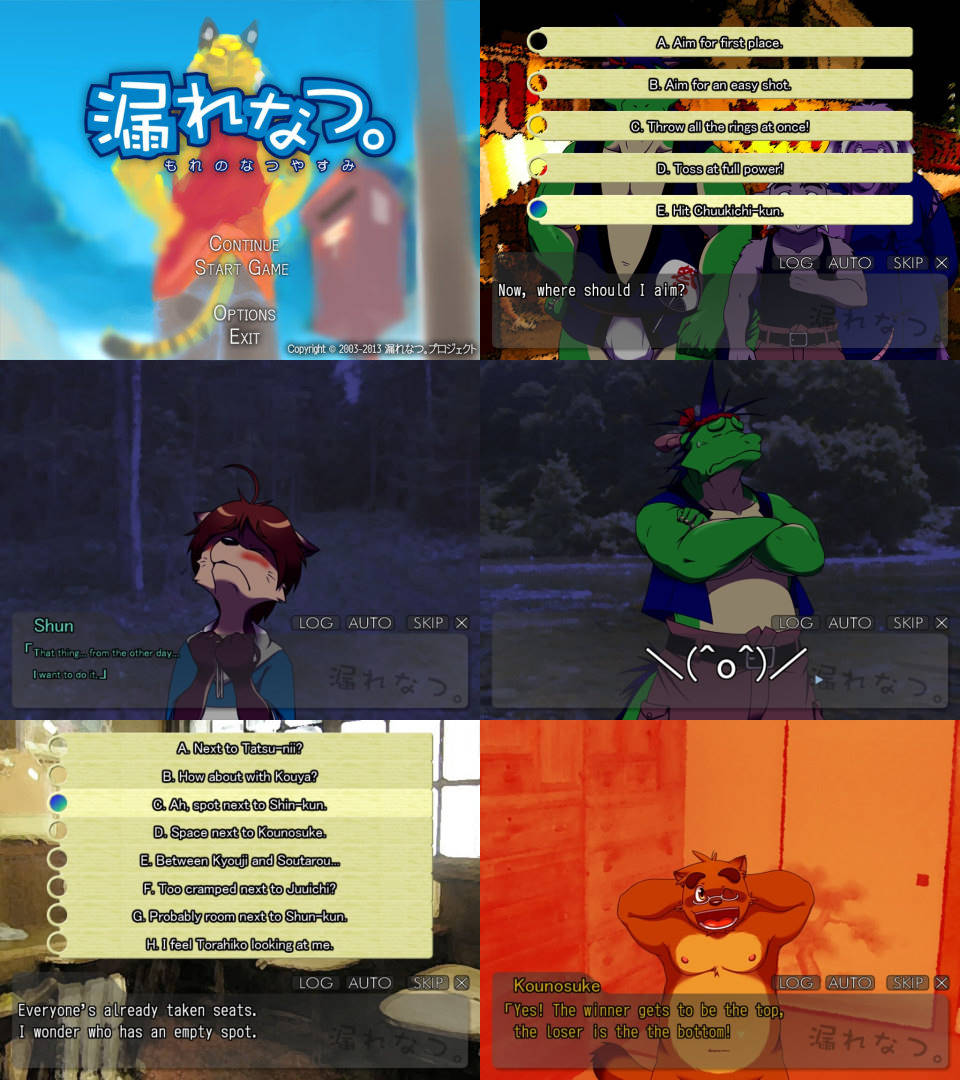 漏れなつ。
もれのなつやすみ
CONTINUE
START GAME
OPTIONS
EXIT
Copyright © 2003-2013 漏れなつ。プロジェクト
A. Aim for first place.
B. Aim for an easy shot.
C. Throw all the rings at once!
D. Toss at full power!
E. Hit Chuukichi-kun.
LOG AUTO SKIP X
Now, where should I aim?
漏れなつ。
Shun
LOG AUTO SKIP X
「That thing... from the other day...
I want to do it.」
漏れなつ。
LOG AUTO SKIP X
＼(^o^)／
漏れなつ。
A. Next to Tatsu-nii?
B. How about with Kouya?
C. Ah, spot next to Shin-kun.
D. Space next to Kounosuke.
E. Between Kyouji and Soutarou...
F. Too cramped next to Juuichi?
G. Probably room next to Shun-kun.
H. I feel Torahiko looking at me.
LOG AUTO SKIP X
Everyone's already taken seats.
I wonder who has an empty spot.
漏れなつ。
Kounosuke
LOG AUTO SKIP X
「Yes! The winner gets to be the top,
the loser is the the bottom!
漏れなつ。